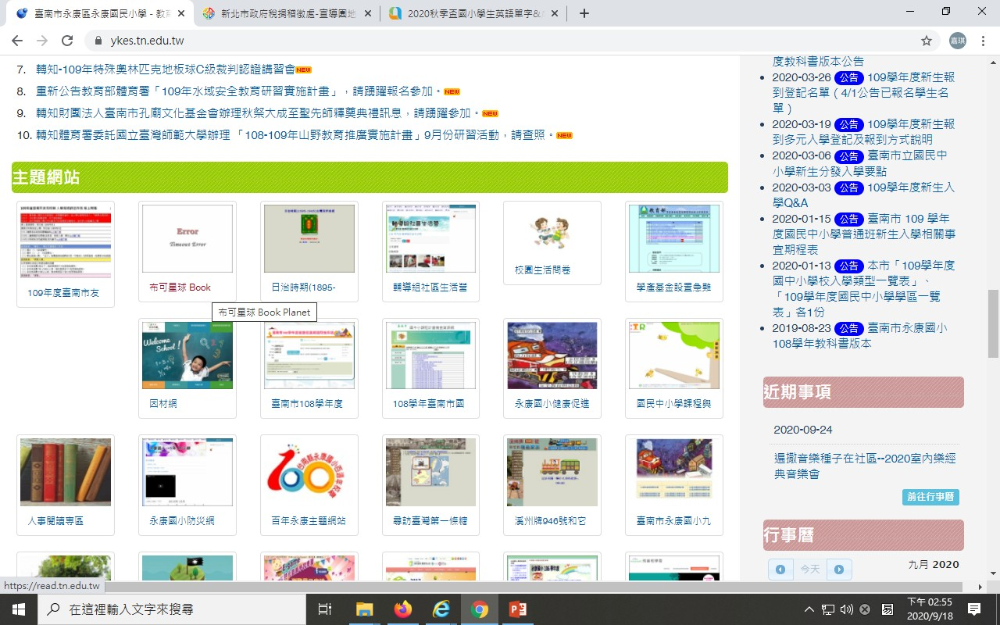 臺南市永康區永康國民小學 - 教育
新北市政府稅捐稽徵處-宣導園地
2020秋季盃國小學生英語單字&
ykes.tn.edu.tw
嘉琪
7. 轉知-109年特殊奧林匹克地板球C級裁判認證講習會NEW
8. 重新公告教育部體育署「109年水域安全教育研習實施計畫」，請踴躍報名參加。NEW
9. 轉知財團法人臺南市孔廟文化基金會辦理秋祭大成至聖先師釋奠典禮訊息，請踴躍參加。NEW
10. 轉知體育署委託國立臺灣師範大學辦理 「108-109年山野教育推廣實施計畫」9月份研習活動，請查照。NEW
主題網站
Error
Timeout Error
教育部
109年度臺南市友
布可星球 Book
日治時期(1895-
輔導組社區生活營
校園生活問卷
學產基金設置急難
布可星球 Book Planet
Welcome School!
因材網
臺南市108學年度
108學年臺南市國
永康國小健康促進
國民中小學課程與
人事閱讀專區
永康國小防災網
百年永康主題網站
尋訪臺灣第一條糖
溪州牌946號和它
臺南市永康國小九
度教科書版本公告
2020-03-26 公告 109學年度新生報
到登記名單（4/1公告已報名學生名
單）
2020-03-19 公告 109學年度新生報
到多元入學登記及報到方式說明
2020-03-06 公告 臺南市立國民中
小學新生分發入學要點
2020-03-03 公告 109學年度新生入
學Q&A
2020-01-15 公告 臺南市 109 學年
度國民中小學普通班新生入學相關事
宜期程表
2020-01-13 公告 本市「109學年度
國中小學校入學類型一覽表」、
「109學年度國民中小學學區一覽
表」各1份
2019-08-23 公告 臺南市永康國小
108學年教科書版本
近期事項
2020-09-24
逼撒音樂種子在社區--2020室內樂經
典音樂會
前往行事曆
行事曆
今天
九月 2020
https://read.tn.edu.tw
在這裡輸入文字來搜尋
下午 02:55
2020/9/18